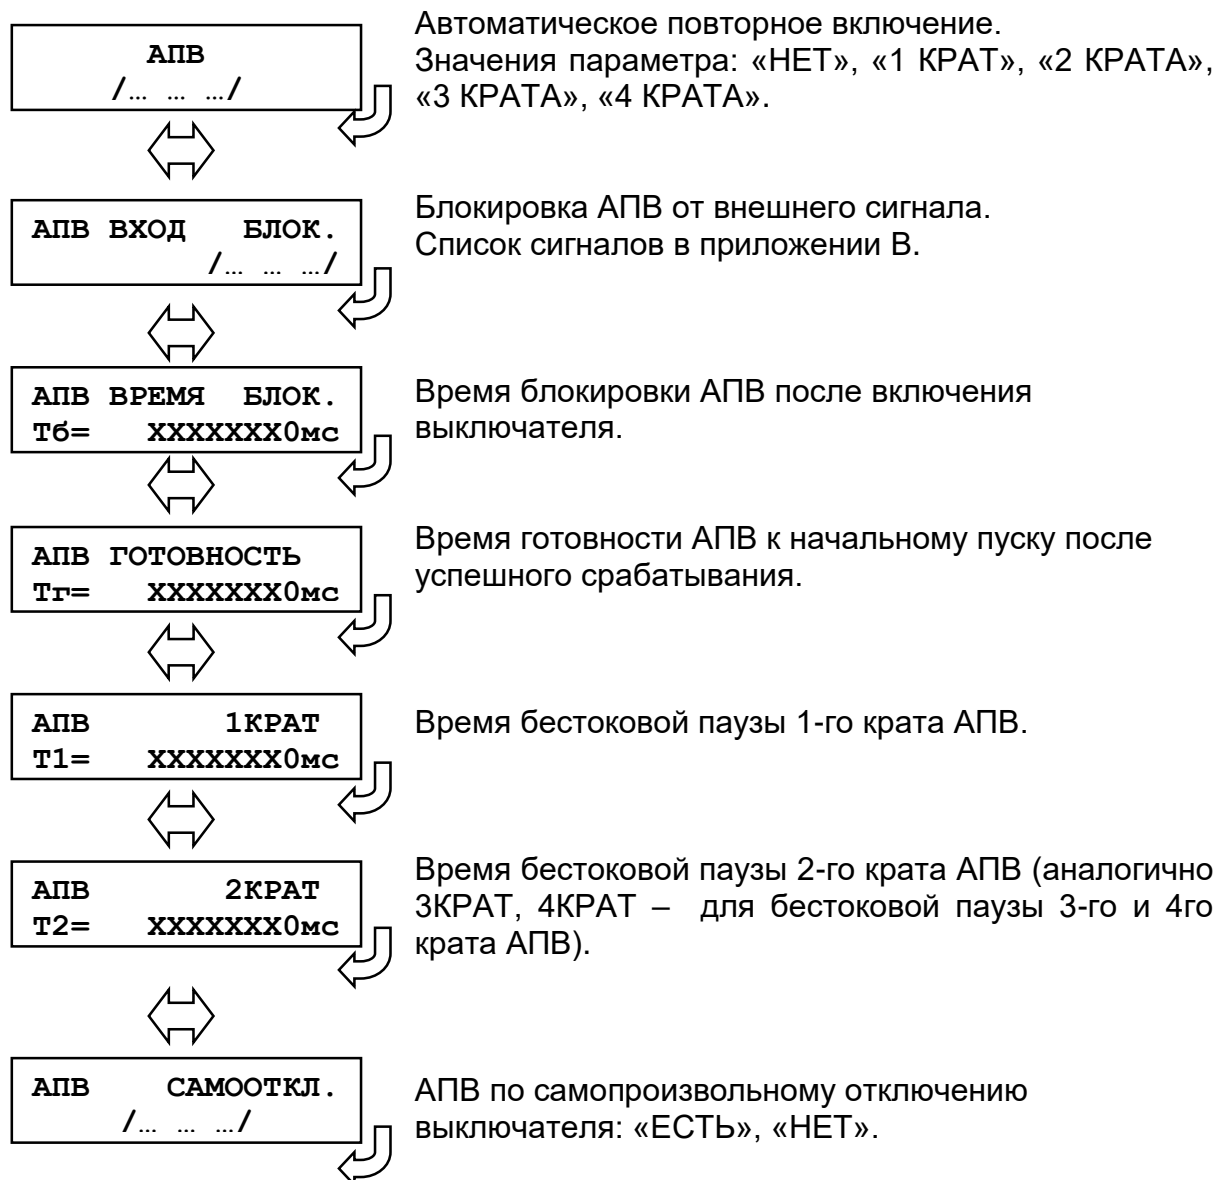 АПВ
/… … …/
Автоматическое повторное включение.
Значения параметра: «НЕТ», «1 КРАТ», «2 КРАТА»,
«3 КРАТА», «4 КРАТА».
АПВ ВХОД БЛОК.
/… … …/
Блокировка АПВ от внешнего сигнала.
Список сигналов в приложении В.
АПВ ВРЕМЯ БЛОК.
Тб= XXXXXXX0мс
Время блокировки АПВ после включения
выключателя.
АПВ ГОТОВНОСТЬ
Тг= XXXXXXX0мс
Время готовности АПВ к начальному пуску после
успешного срабатывания.
АПВ 1КРАТ
Т1= XXXXXXX0мс
Время бестоковой паузы 1-го крата АПВ.
АПВ 2КРАТ
Т2= XXXXXXX0мс
Время бестоковой паузы 2-го крата АПВ (аналогично
3КРАТ, 4КРАТ – для бестоковой паузы 3-го и 4го
крата АПВ).
АПВ САМООТКЛ.
/… … …/
АПВ по самопроизвольному отключению
выключателя: «ЕСТЬ», «НЕТ».